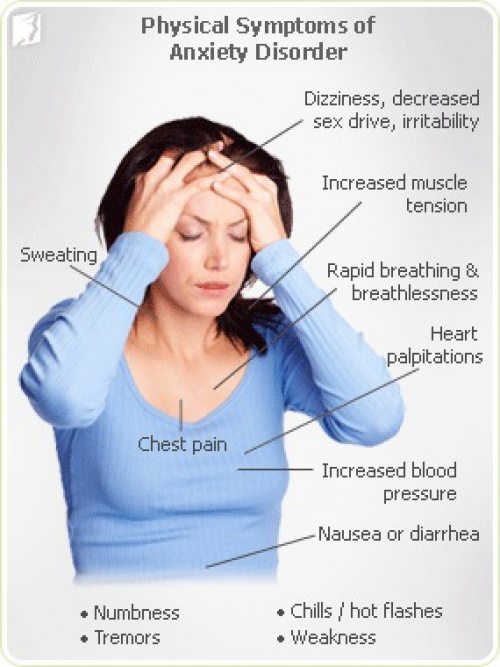 Physical Symptoms of
Anxiety Disorder
Dizziness, decreased
sex drive, irritability
Increased muscle
tension
Sweating
Rapid breathing &
breathlessness
Heart
palpitations
Chest pain
Increased blood
pressure
Nausea or diarrhea
• Numbness
• Chills / hot flashes
• Tremors
• Weakness